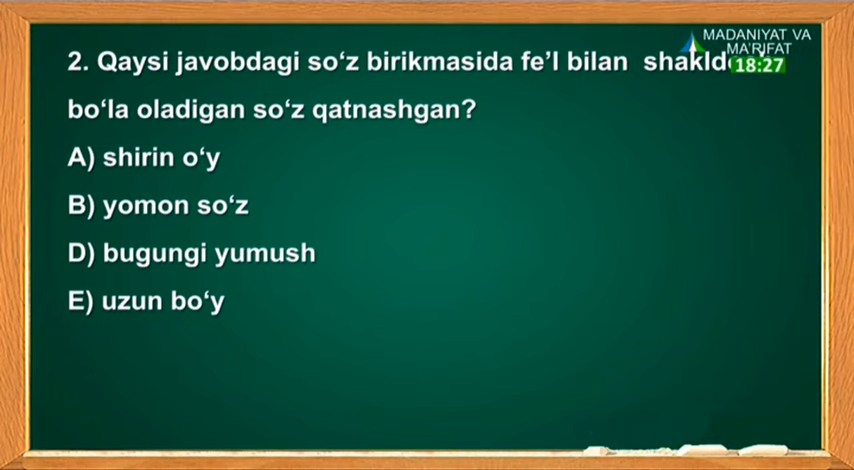 MADANIYAT VA
MA'RIFAT
18:27
2. Qaysi javobdagi so‘z birikmasida fe’l bilan
bo‘la oladigan so‘z qatnashgan?
A) shirin o‘y
B) yomon so‘z
D) bugungi yumush
E) uzun bo‘y